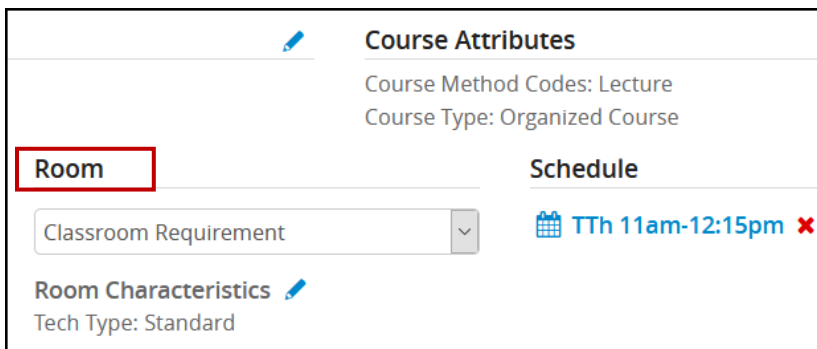 Course Attributes
Course Method Codes: Lecture
Course Type: Organized Course
Room
Classroom Requirement
Room Characteristics
Tech Type: Standard
Schedule
TTh 11am-12:15pm